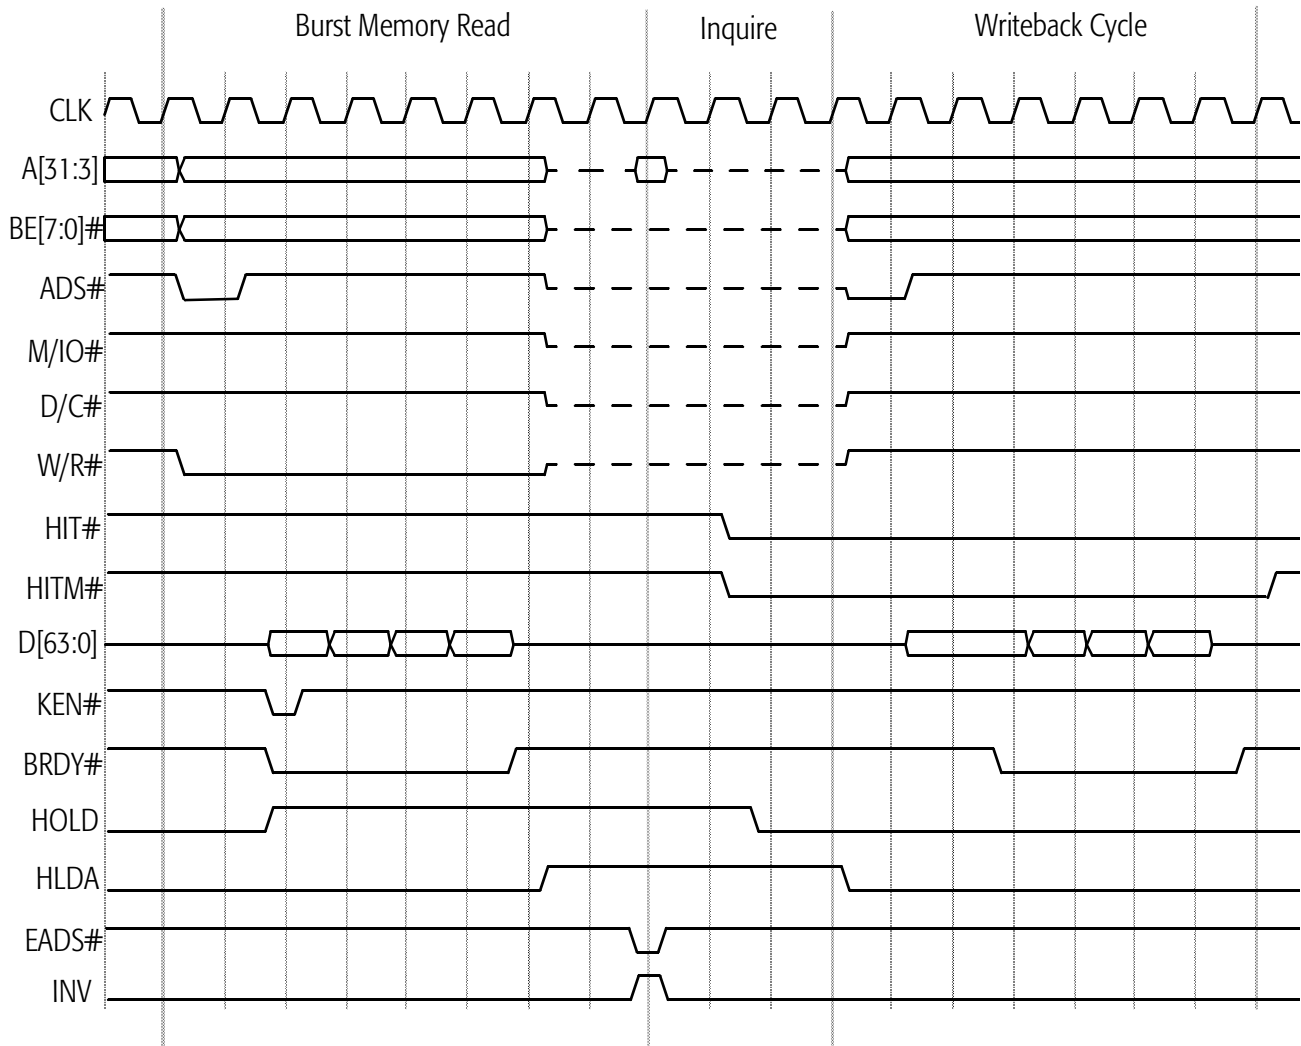 Burst Memory Read
Inquire
Writeback Cycle
CLK
A[31:3]
BE[7:0]#
ADS#
M/IO#
D/C#
W/R#
HIT#
HITM#
D[63:0]
KEN#
BRDY#
HOLD
HLDA
EADS#
INV